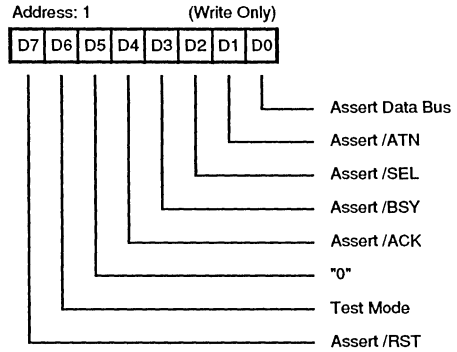 Address: 1 (Write Only)
D7 D6 D5 D4 D3 D2 D1 D0
Assert Data Bus
Assert /ATN
Assert /SEL
Assert /BSY
Assert /ACK
"0"
Test Mode
Assert /RST